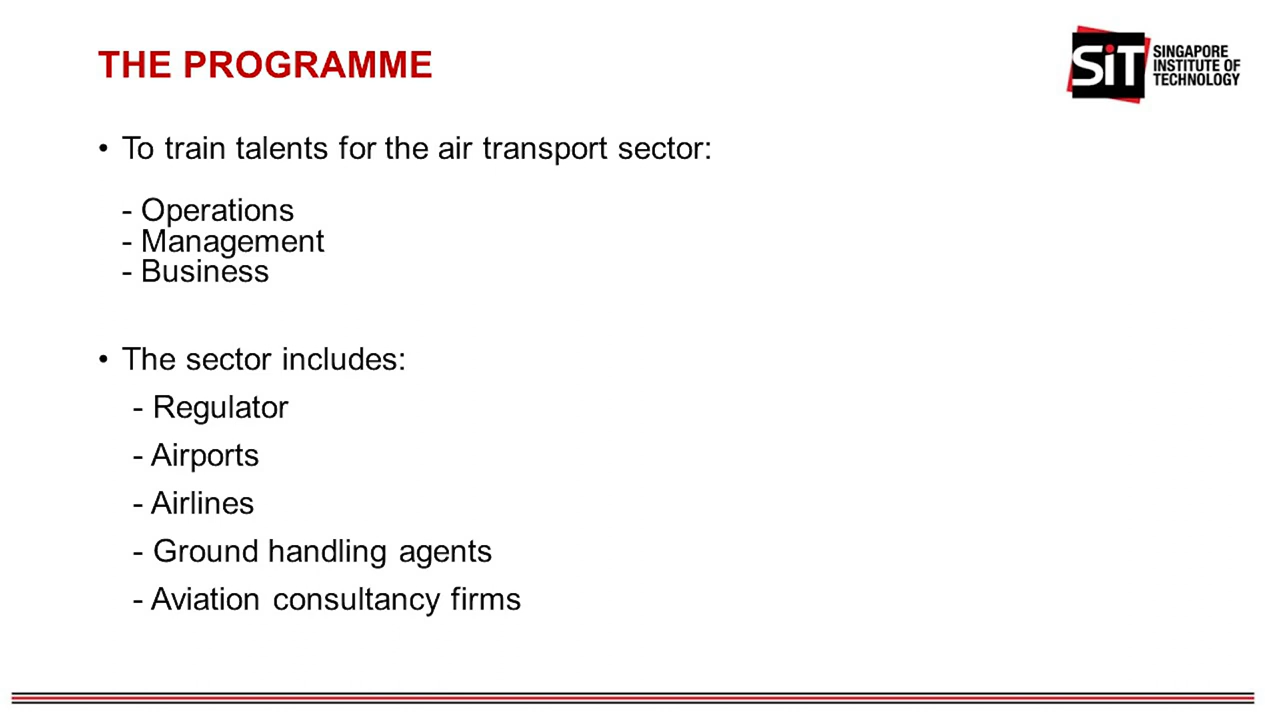 THE PROGRAMME
SiT
SINGAPORE
INSTITUTE OF
TECHNOLOGY
• To train talents for the air transport sector:
- Operations
- Management
- Business
• The sector includes:
- Regulator
- Airports
- Airlines
- Ground handling agents
- Aviation consultancy firms